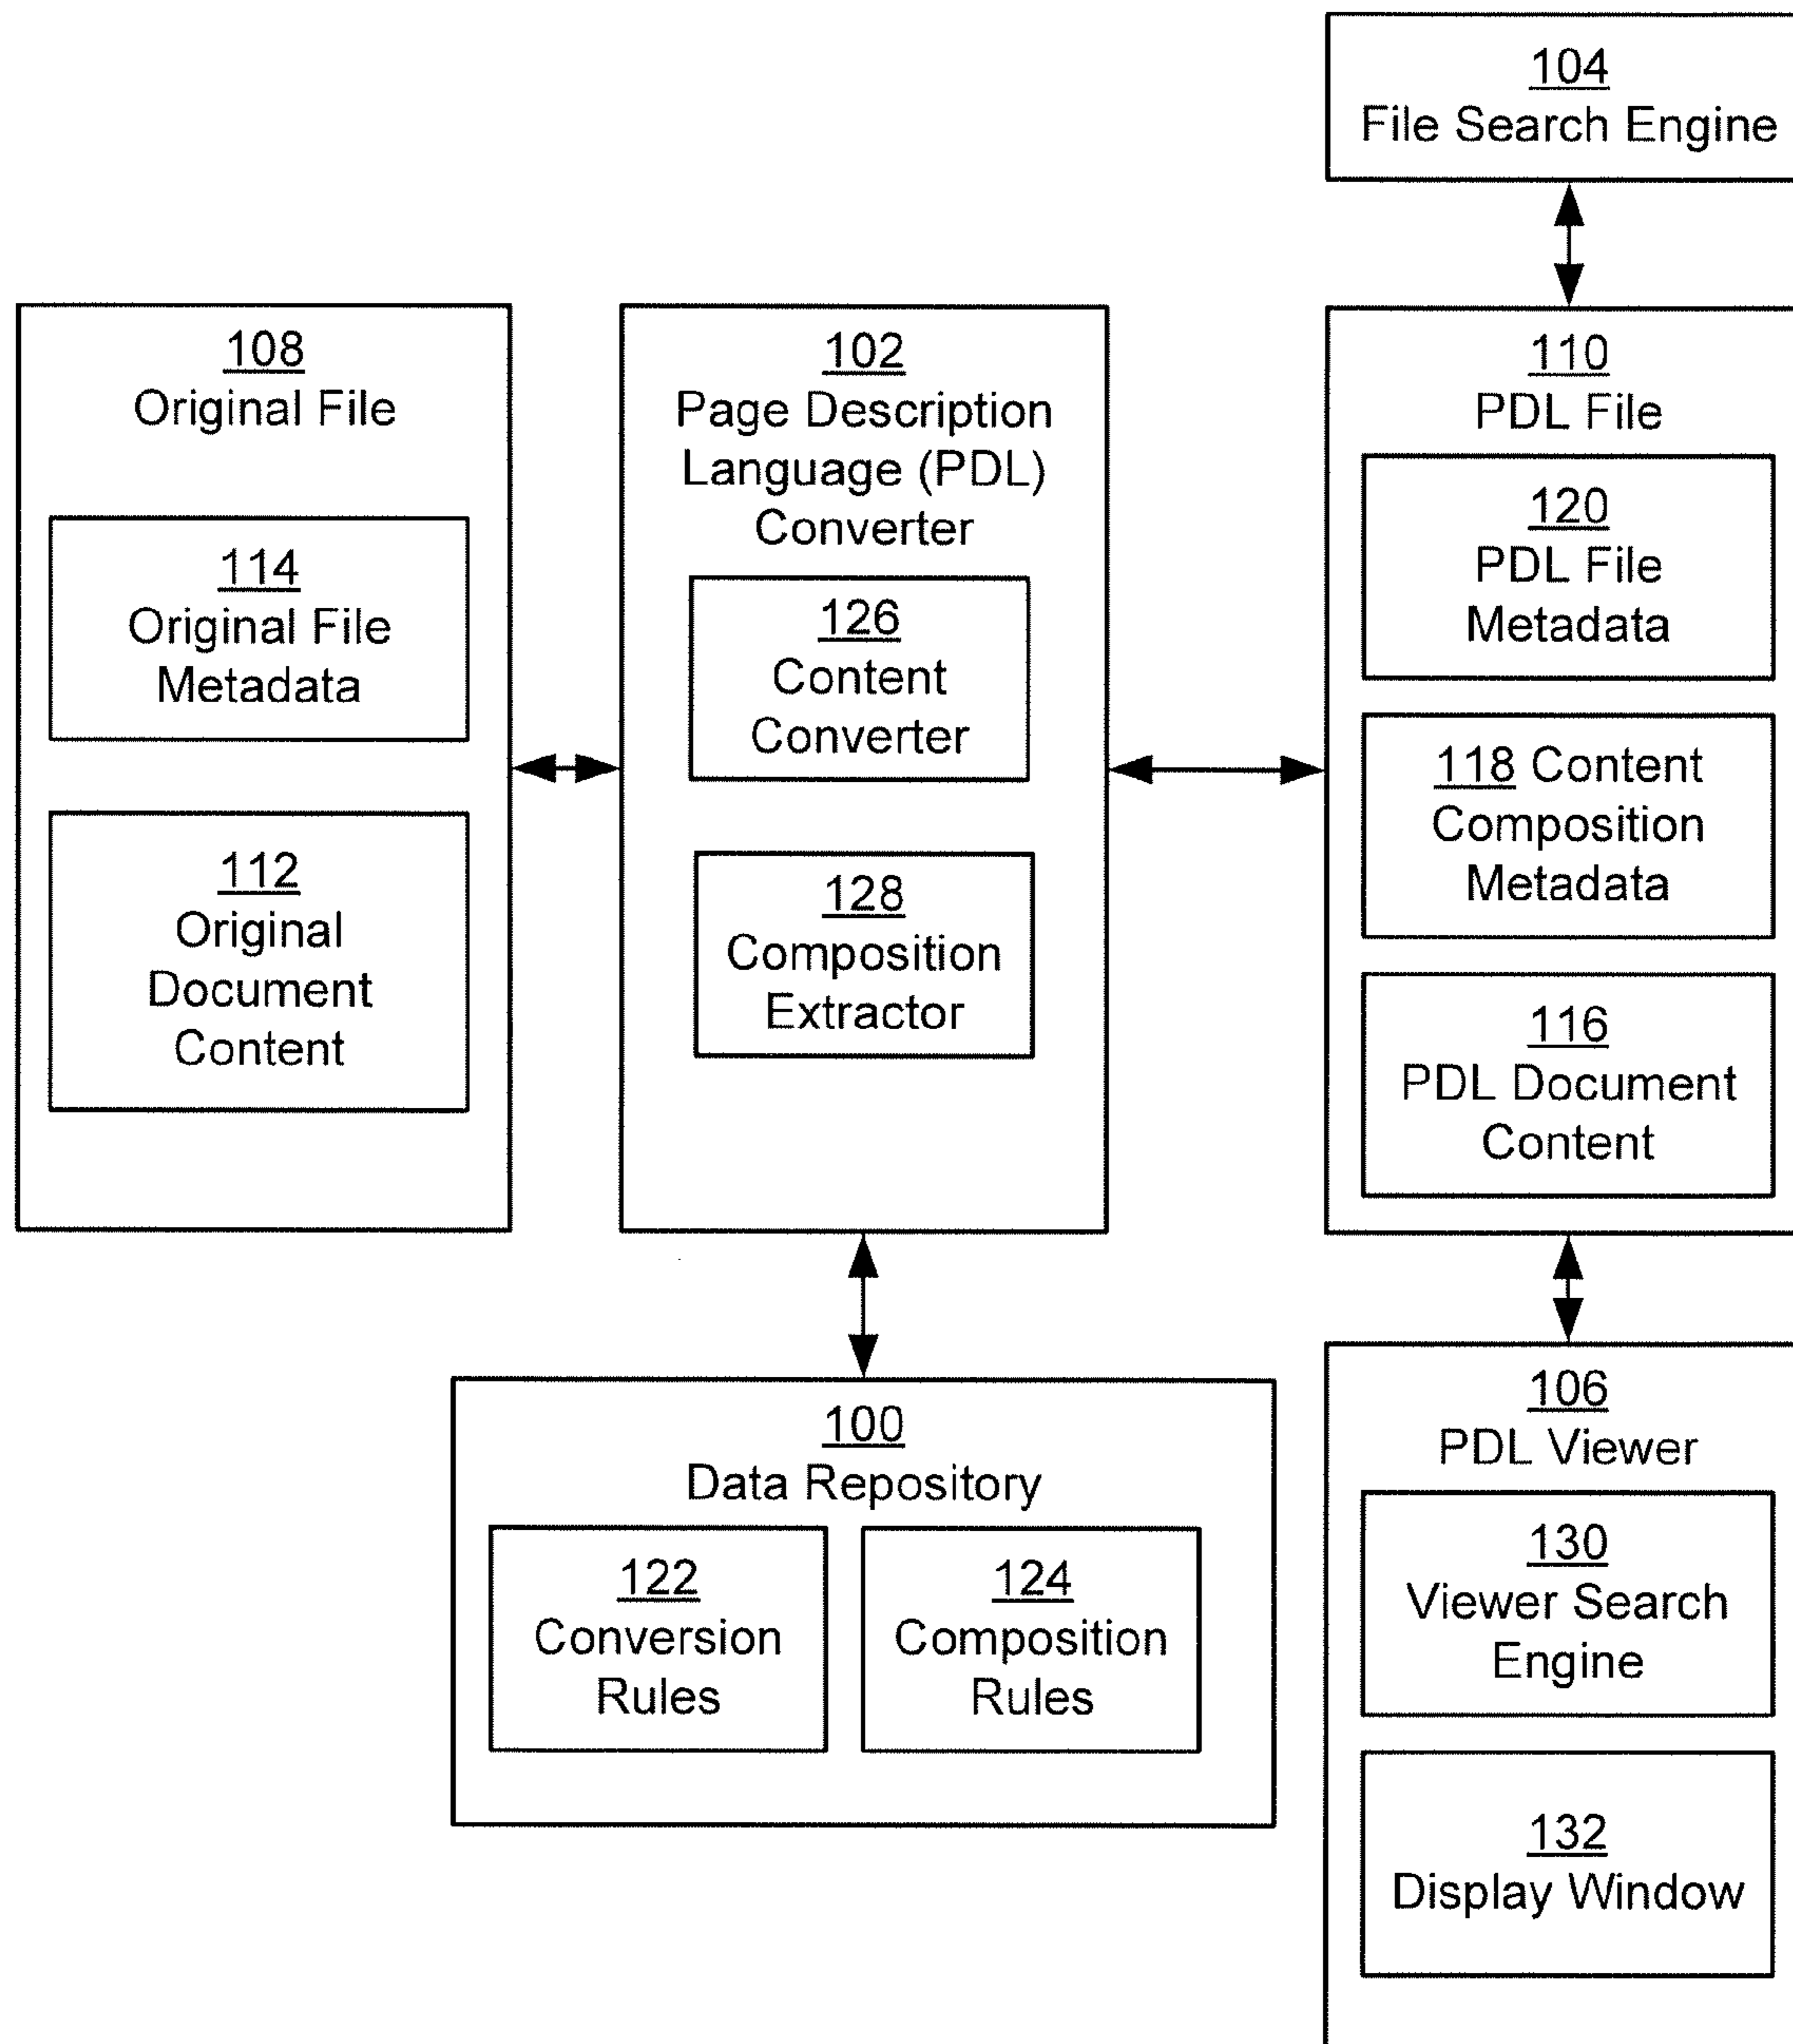 104
File Search Engine
108
Original File
114
Original File
Metadata
112
Original
Document
Content
102
Page Description
Language (PDL)
Converter
126
Content
Converter
128
Composition
Extractor
110
PDL File
120
PDL File
Metadata
118 Content
Composition
Metadata
116
PDL Document
Content
100
Data Repository
122
Conversion
Rules
124
Composition
Rules
106
PDL Viewer
130
Viewer Search
Engine
132
Display Window